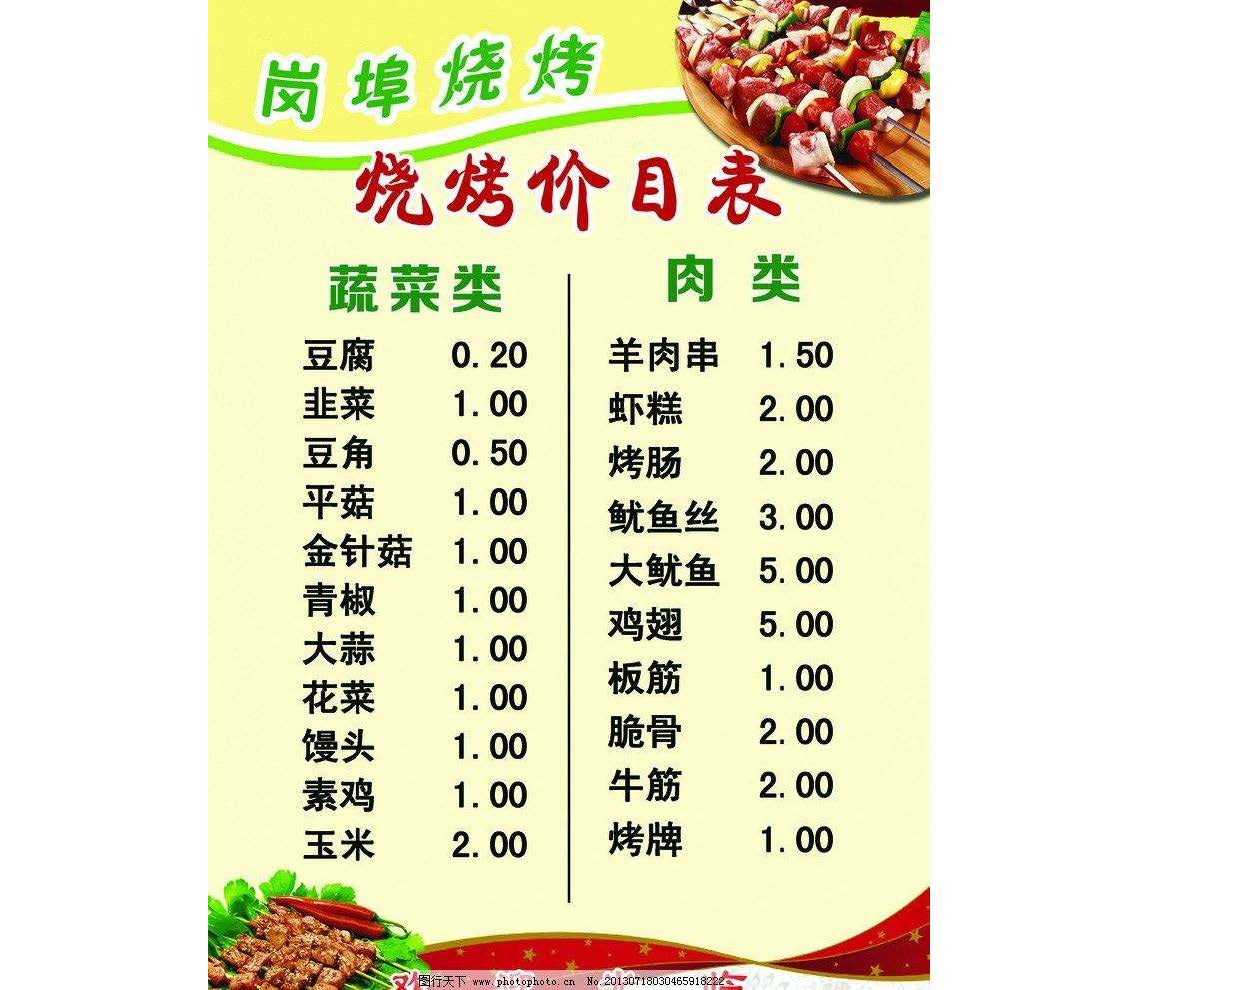 岗埠烧烤
烧烤价目表
蔬菜类
豆腐 0.20
韭菜 1.00
豆角 0.50
平菇 1.00
金针菇 1.00
青椒 1.00
大蒜 1.00
花菜 1.00
馒头 1.00
素鸡 1.00
玉米 2.00
肉 类
羊肉串 1.50
虾糕 2.00
烤肠 2.00
鱿鱼丝 3.00
大鱿鱼 5.00
鸡翅 5.00
板筋 1.00
脆骨 2.00
牛筋 2.00
烤牌 1.00
图行天下 www.photophoto.cn No.20130718030465918222